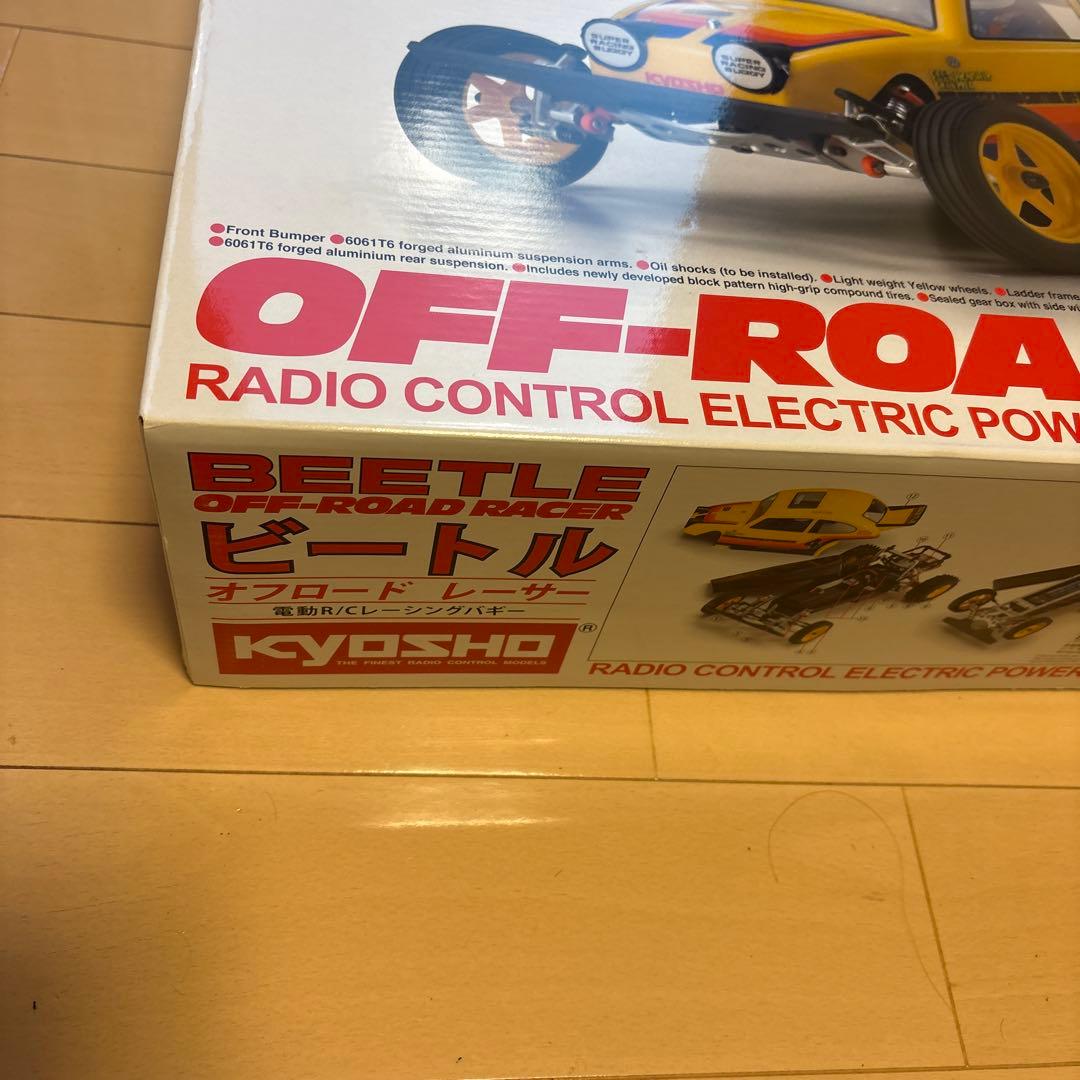 SUPER
RACING
BUGGY
SUPER
RACING
BUGGY
KYOSHO
●Front Bumper ●6061T6 forged aluminum suspension arms. ●Oil shocks (to be installed). ●Light weight Yellow wheels. ●Ladder frame
●6061T6 forged aluminium rear suspension. ●Includes newly developed block pattern high-grip compound tires. ●Sealed gear box with side wi
OFF-ROA
RADIO CONTROL ELECTRIC POW
BEETLE
OFF-ROAD RACER
ビートル
オフロード レーサー
電動R/Cレーシングバギー
KYOSHO®
THE FINEST RADIO CONTROL MODELS
RADIO CONTROL ELECTRIC POWER